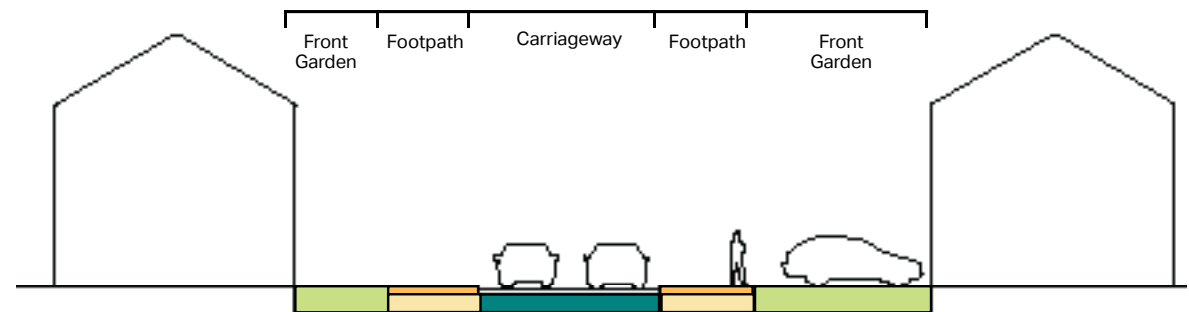 Front
Garden
Footpath
Carriageway
Footpath
Front
Garden